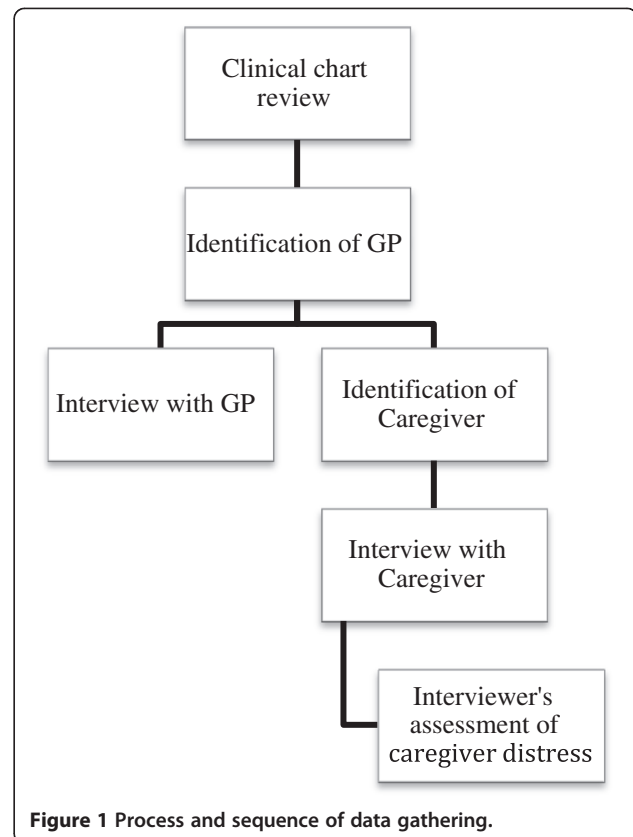 Clinical chart
review
Identification of GP
Interview with GP
Identification of
Caregiver
Interview with
Caregiver
Interviewer's
assessment of
caregiver distress
Figure 1 Process and sequence of data gathering.